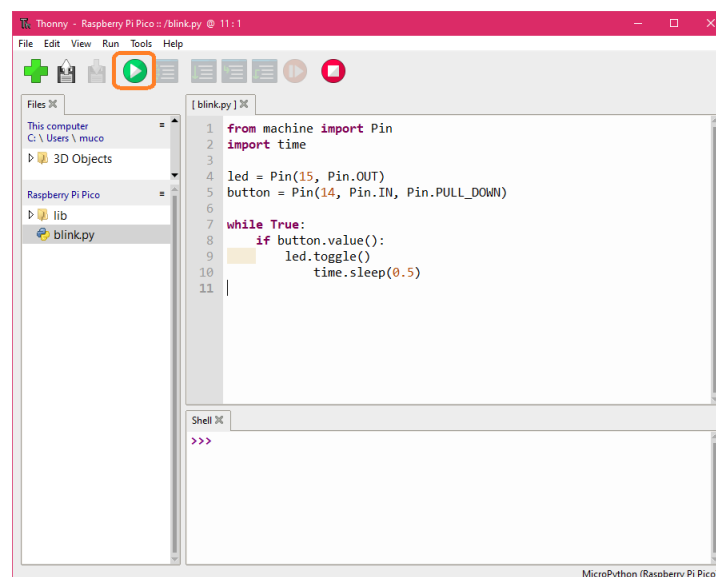 Thonny - Raspberry Pi Pico :: /blink.py @ 11 : 1
File Edit View Run Tools Help
Files
This computer
C: \ Users \ muco
3D Objects
Raspberry Pi Pico
lib
blink.py
[ blink.py ]
1 from machine import Pin
2 import time
3
4 led = Pin(15, Pin.OUT)
5 button = Pin(14, Pin.IN, Pin.PULL_DOWN)
6
7 while True:
8     if button.value():
9         led.toggle()
10             time.sleep(0.5)
11
Shell
>>>
MicroPython (Raspberry Pi Pico